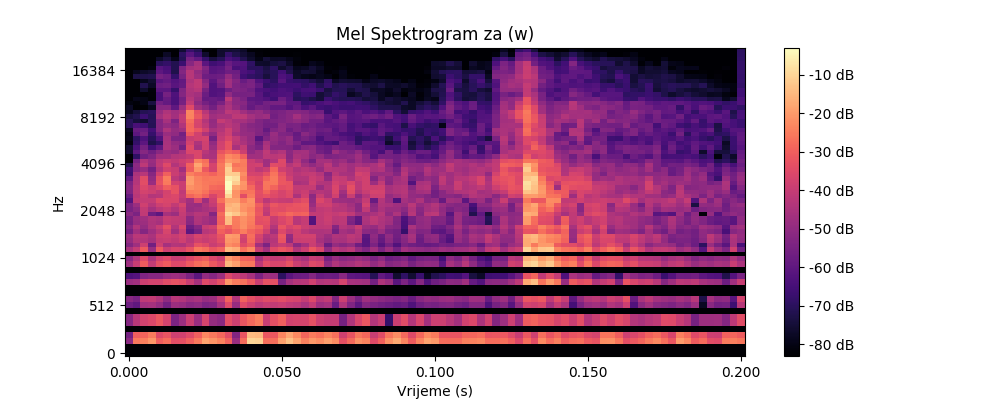 Mel Spektrogram za (w)
16384
8192
4096
2048
1024
512
0
Hz
0.000 0.050 0.100 0.150 0.200
Vrijeme (s)
-10 dB
-20 dB
-30 dB
-40 dB
-50 dB
-60 dB
-70 dB
-80 dB